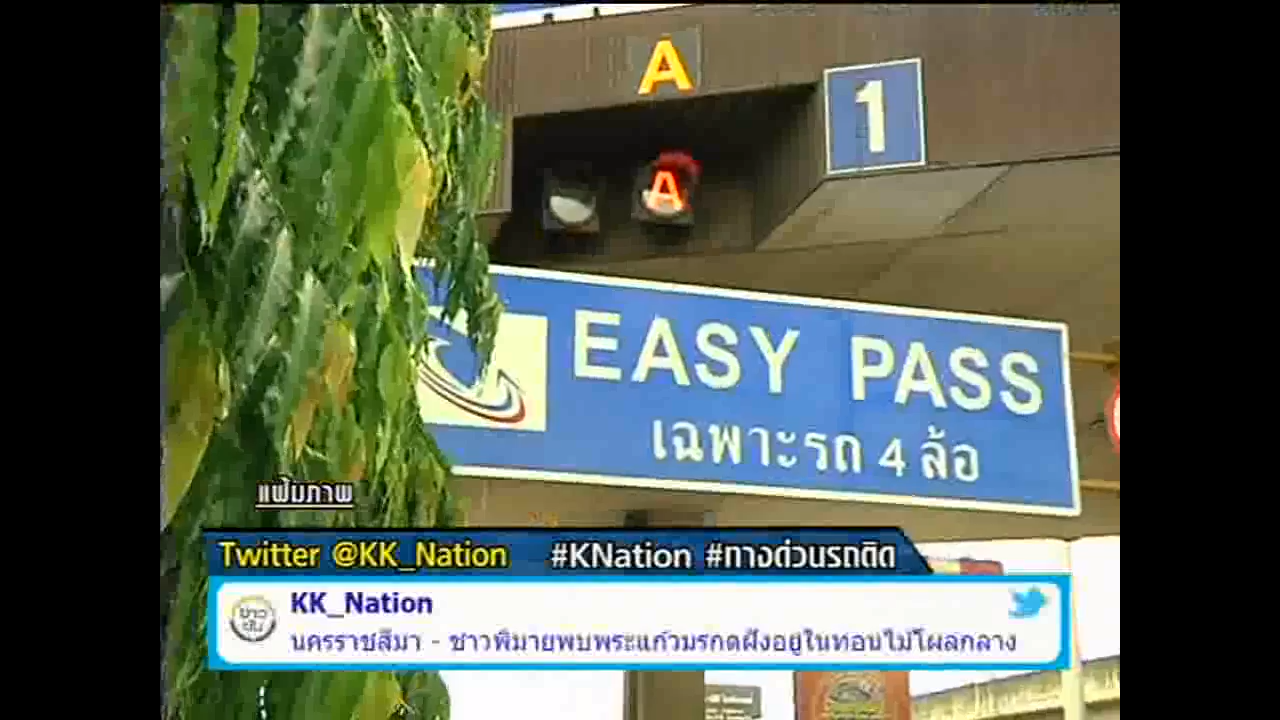 A
1
A
EASY PASS
เฉพาะรถ 4 ล้อ
แฟ้มภาพ
Twitter @KK_Nation #KNation #ทางด่วนรถติด
KK_Nation
นครราชสีมา - ชาวพิมายพบพระแก้วมรกตฝังอยู่ในท่อนไม้โผล่กลาง